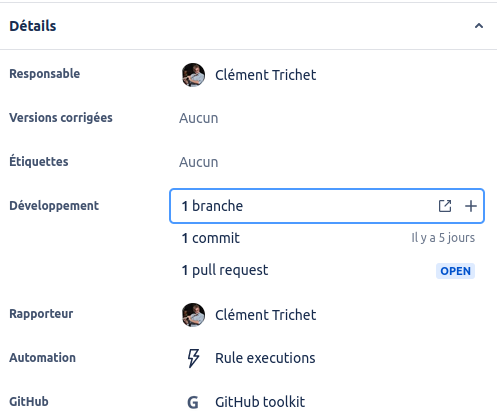 Détails
Responsable Clément Trichet
Versions corrigées Aucun
Étiquettes Aucun
Développement 1 branche
1 commit Il y a 5 jours
1 pull request OPEN
Rapporteur Clément Trichet
Automation Rule executions
GitHub G GitHub toolkit